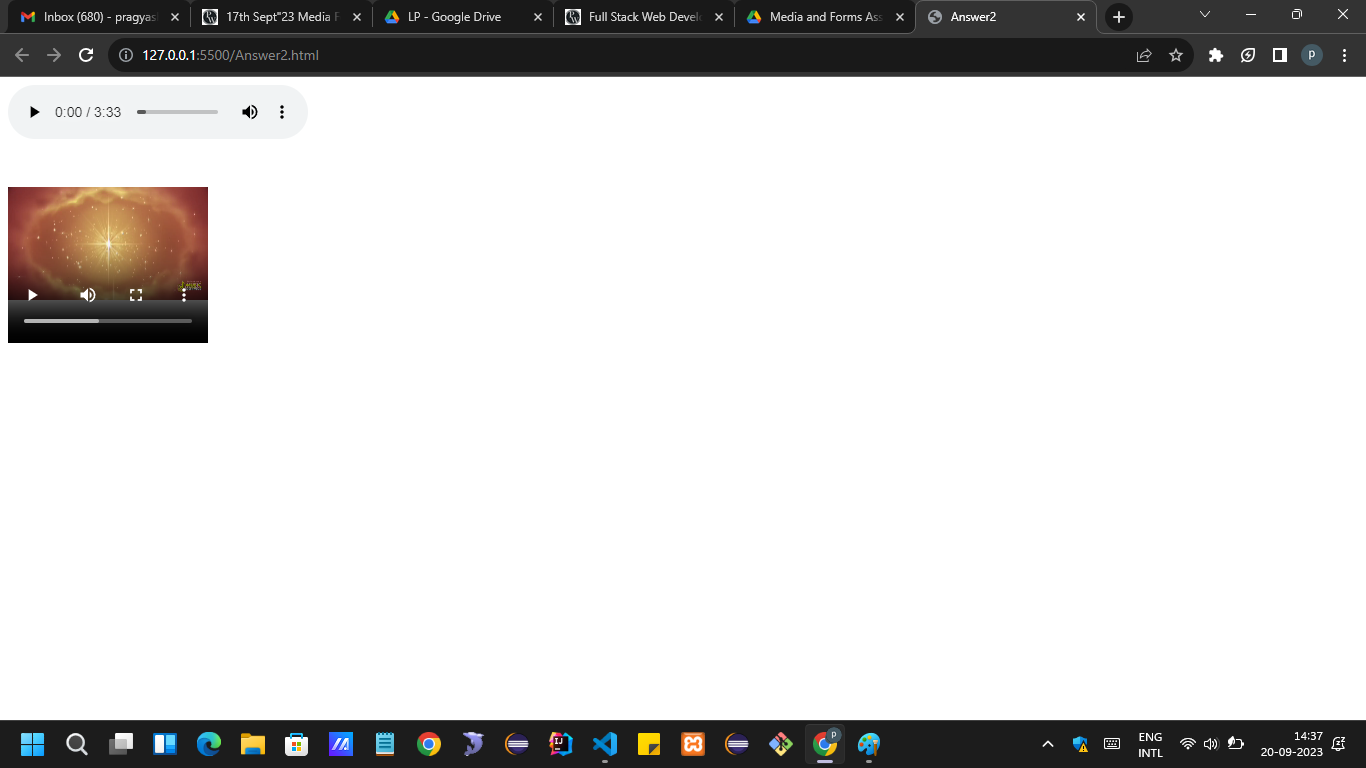 Inbox (680) - pragyas
17th Sept"23 Media F
LP - Google Drive
Full Stack Web Develo
Media and Forms Ass
Answer2
127.0.0.1:5500/Answer2.html
p
0:00 / 3:33
p
ENG
INTL
14:37
20-09-2023